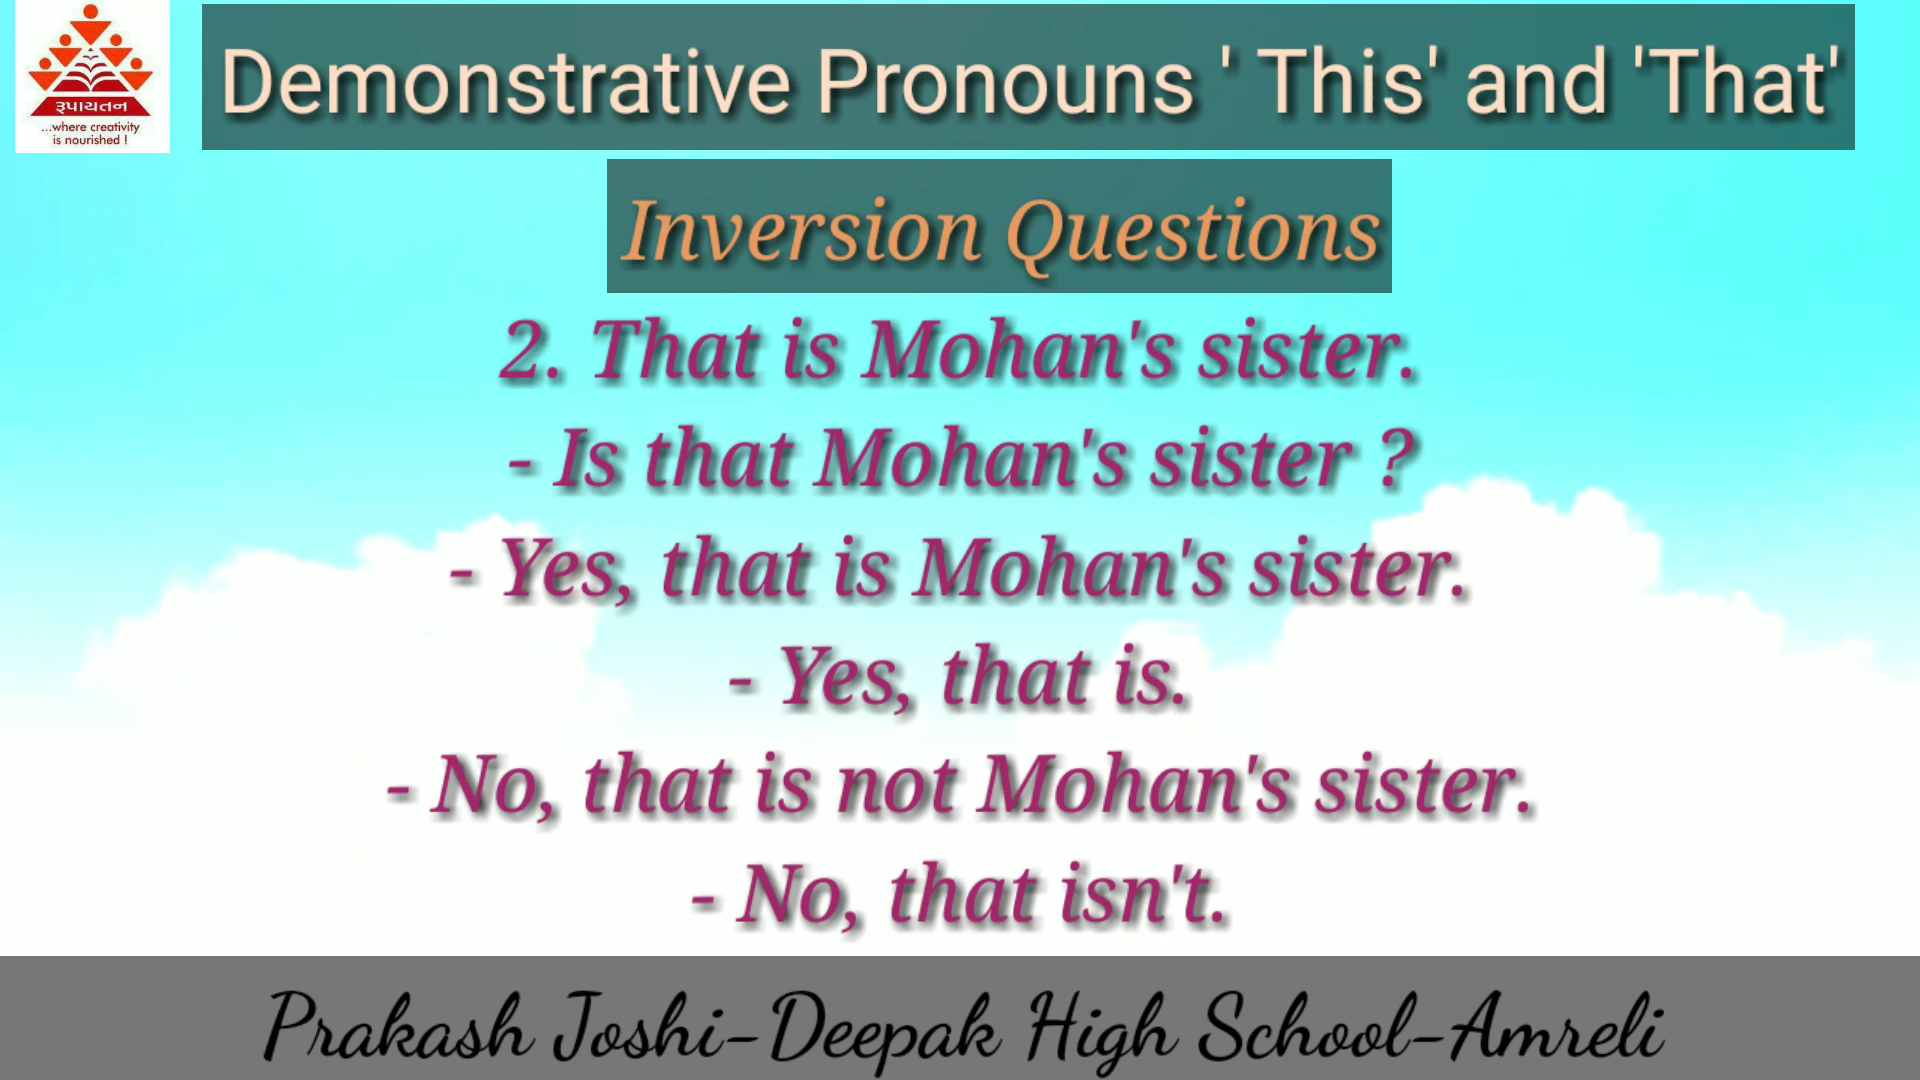 રૂપાયતન
...where creativity
is nourished !
Demonstrative Pronouns ' This' and 'That'
Inversion Questions
2. That is Mohan's sister.
- Is that Mohan's sister ?
- Yes, that is Mohan's sister.
- Yes, that is.
- No, that is not Mohan's sister.
- No, that isn't.
Prakash Joshi-Deepak High School-Amreli